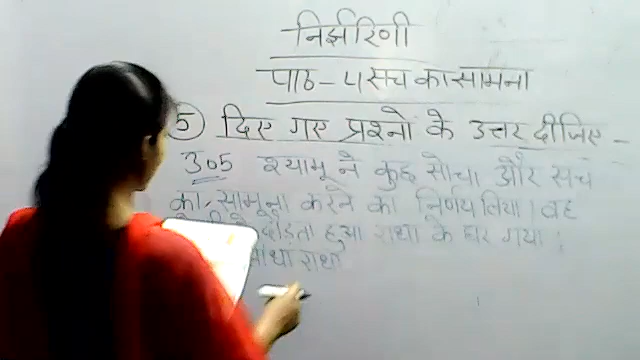 निर्झरिणी
पाठ - 4 सच का सामना
5 दिए गए प्रश्नो के उत्तर दीजिए -
उ०5 श्यामू ने कुछ सोचा और सच
का सामना करने का निर्णय लिया। वह
दौड़ता हुआ राधा के घर गया।
राधा